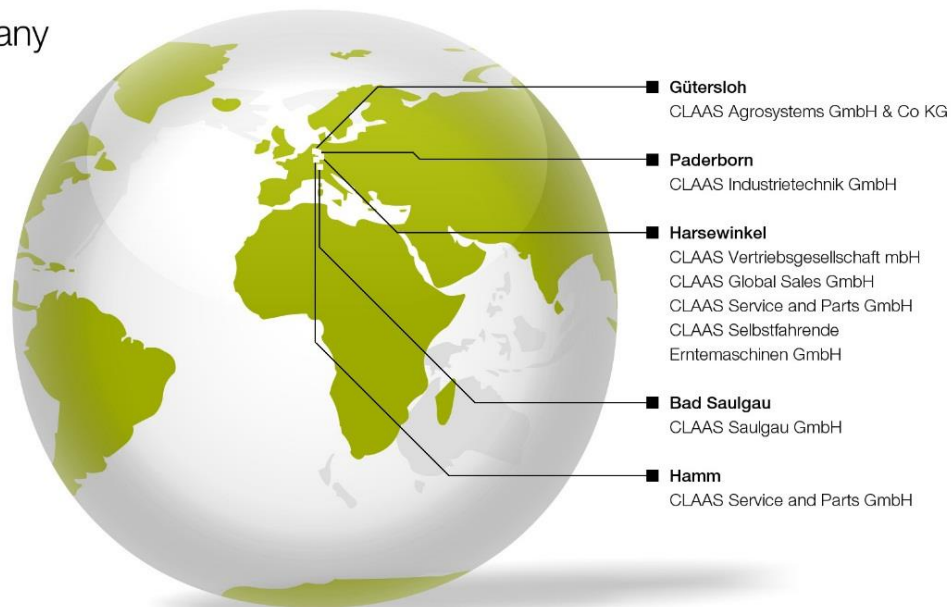 any
Gütersloh
CLAAS Agrosystems GmbH & Co KG
Paderborn
CLAAS Industrietechnik GmbH
Harsewinkel
CLAAS Vertriebsgesellschaft mbH
CLAAS Global Sales GmbH
CLAAS Service and Parts GmbH
CLAAS Selbstfahrende
Erntemaschinen GmbH
Bad Saulgau
CLAAS Saulgau GmbH
Hamm
CLAAS Service and Parts GmbH